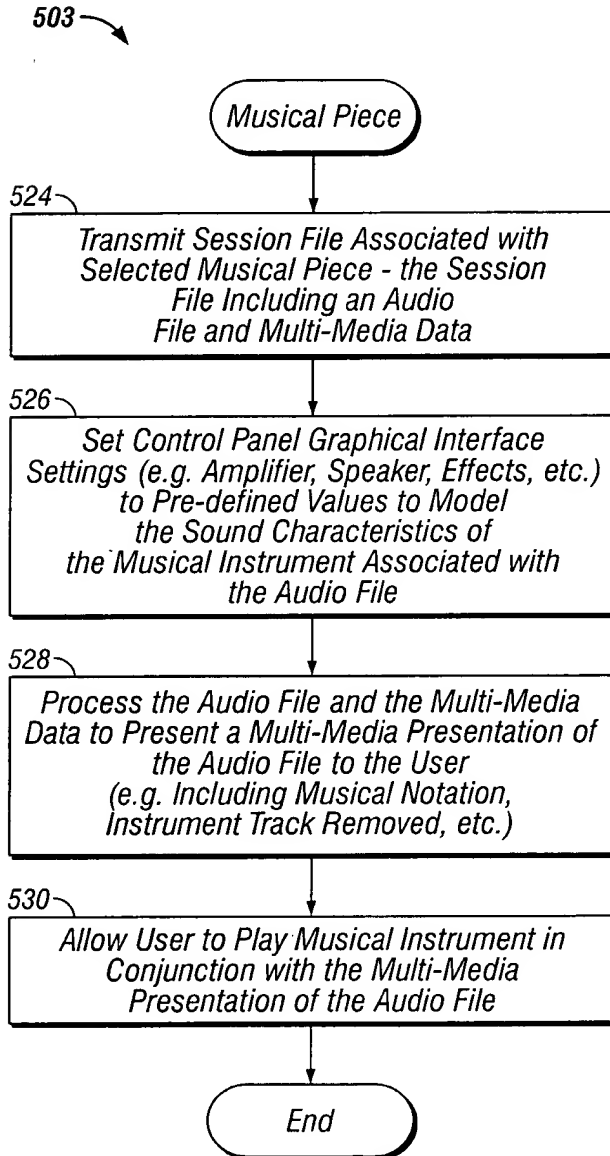 503
Musical Piece
524
Transmit Session File Associated with
Selected Musical Piece - the Session
File Including an Audio
File and Multi-Media Data
526
Set Control Panel Graphical Interface
Settings (e.g. Amplifier, Speaker, Effects, etc.)
to Pre-defined Values to Model
the Sound Characteristics of
the Musical Instrument Associated with
the Audio File
528
Process the Audio File and the Multi-Media
Data to Present a Multi-Media Presentation of
the Audio File to the User
(e.g. Including Musical Notation,
Instrument Track Removed, etc.)
530
Allow User to Play Musical Instrument in
Conjunction with the Multi-Media
Presentation of the Audio File
End